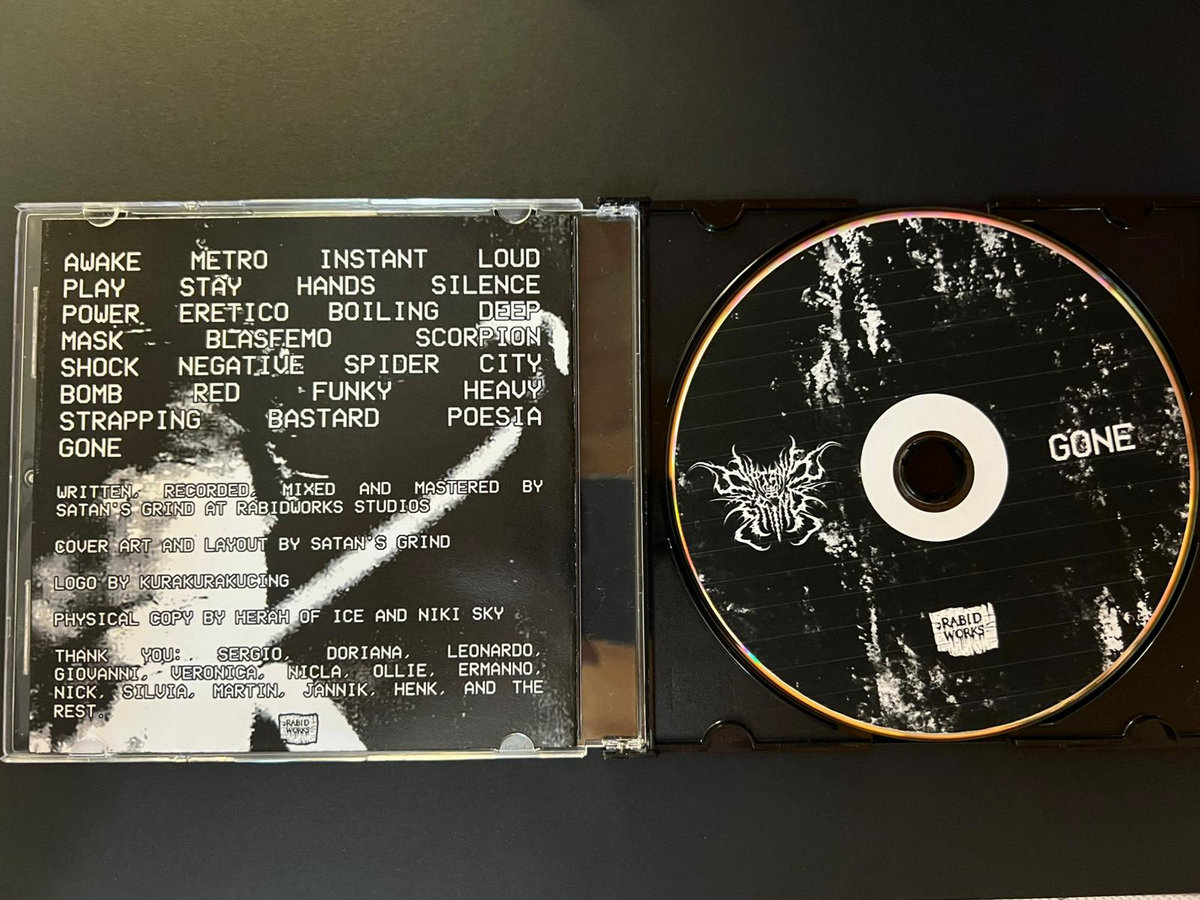 AWAKE METRO INSTANT LOUD
PLAY STAY HANDS SILENCE
POWER ERETICO BOILING DEEP
MASK BLASFEMO SCORPION
SHOCK NEGATIVE SPIDER CITY
BOMB RED FUNKY HEAVY
STRAPPING BASTARD POESIA
GONE
WRITTEN, RECORDED, MIXED AND MASTERED BY
SATAN'S GRIND AT RABIDWORKS STUDIOS
COVER ART AND LAYOUT BY SATAN'S GRIND
LOGO BY KURAKURAKUCING
PHYSICAL COPY BY HERAH OF ICE AND NIKI SKY
THANK YOU: SERGIO, DORIANA, LEONARDO,
GIOVANNI, VERONICA, NICLA, OLLIE, ERMANNO,
NICK, SILVIA, MARTIN, JANNIK, HENK, AND THE
REST.
RABID
WORKS
GONE
RABID
WORKS